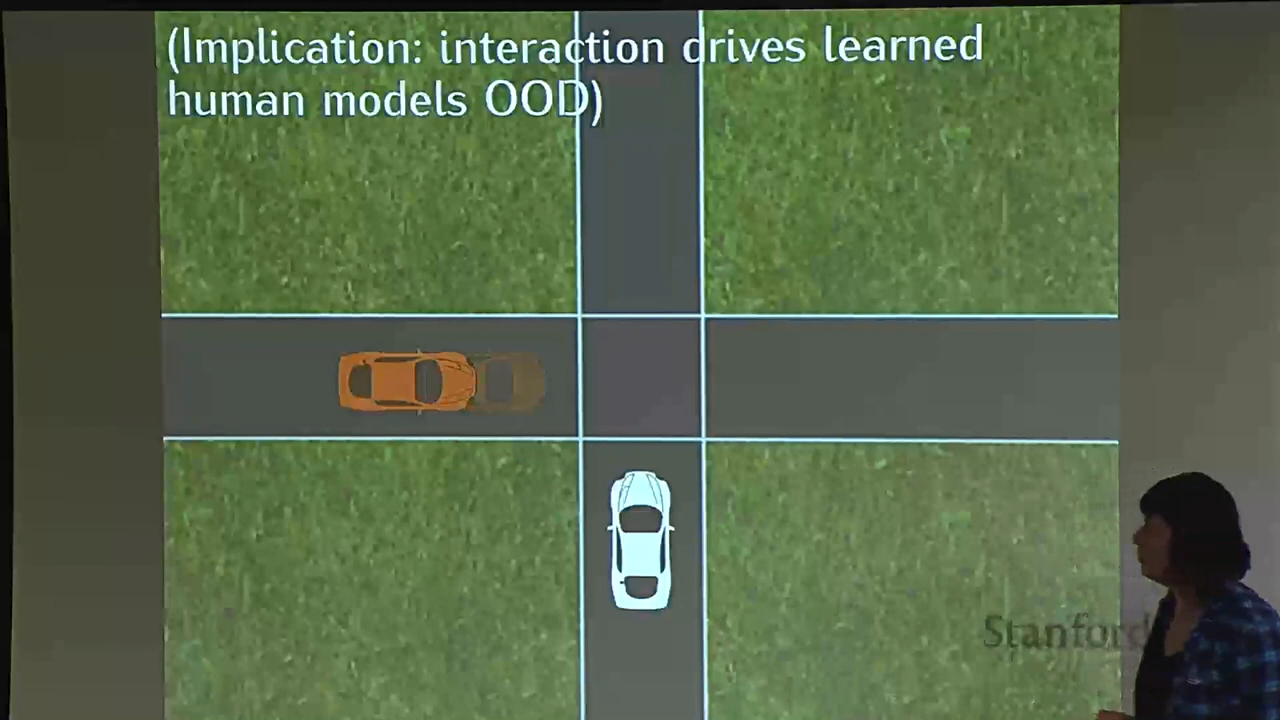 (Implication: interaction drives learned
human models OOD)
Stanford